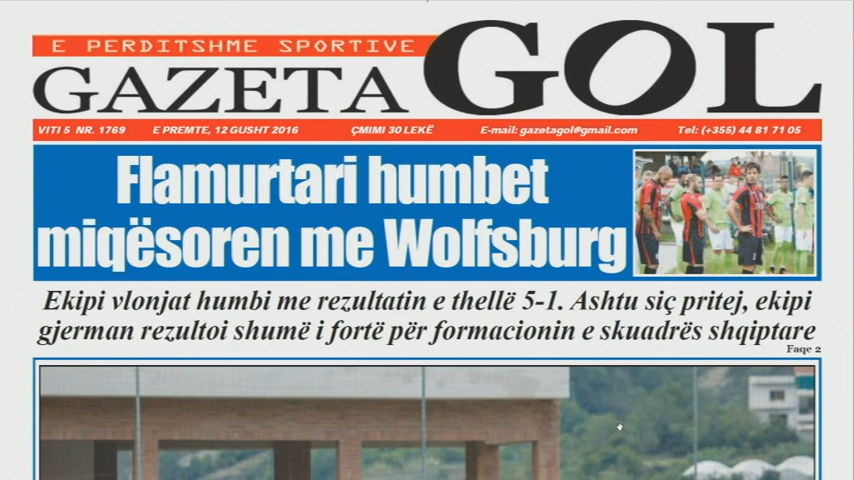 E PERDITSHME SPORTIVE
GAZETA GOL
VITI 5 NR. 1769 E PREMTE, 12 GUSHT 2016 ÇMIMI 30 LEKË E-mail: gazetagol@gmail.com Tel: (+355) 44 81 71 05
Flamurtari humbet
miqësoren me Wolfsburg
Ekipi vlonjat humbi me rezultatin e thellë 5-1. Ashtu siç pritej, ekipi
gjerman rezultoi shumë i fortë për formacionin e skuadrës shqiptare
Faqe 2